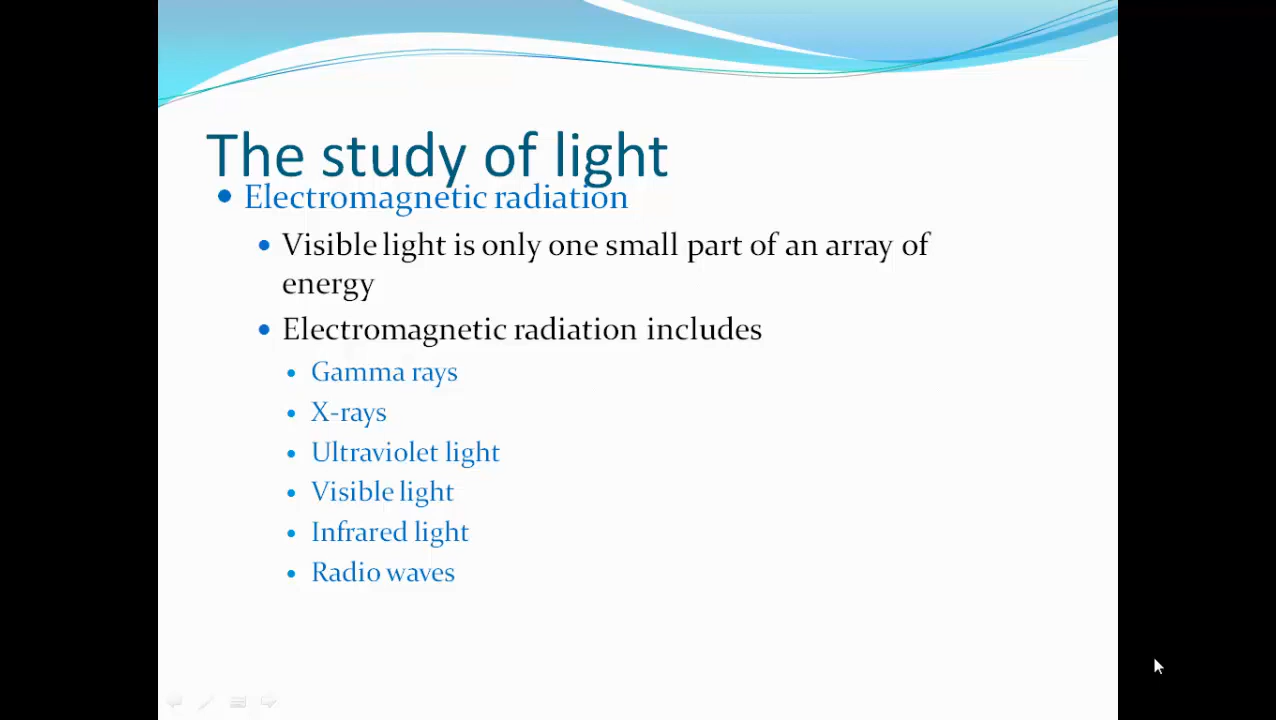 The study of light
Electromagnetic radiation
Visible light is only one small part of an array of
energy
Electromagnetic radiation includes
Gamma rays
X-rays
Ultraviolet light
Visible light
Infrared light
Radio waves